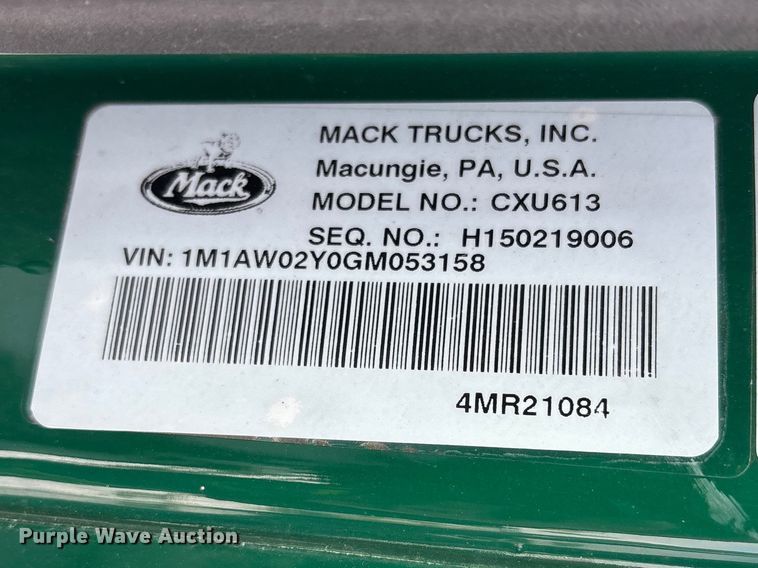 Mack
MACK TRUCKS, INC.
Macungie, PA, U.S.A.
MODEL NO.: CXU613
SEQ. NO.: H150219006
VIN: 1M1AW02Y0GM053158
4MR21084
Purple Wave Auction